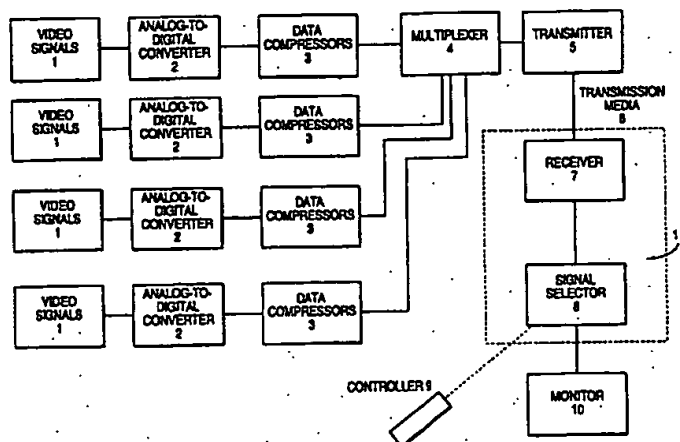 VIDEO
SIGNALS
1
ANALOG-TO-
DIGITAL
CONVERTER
2
DATA
COMPRESSORS
3
MULTIPLEXER
4
TRANSMITTER
5
VIDEO
SIGNALS
1
ANALOG-TO-
DIGITAL
CONVERTER
2
DATA
COMPRESSORS
3
TRANSMISSION
MEDIA
RECEIVER
7
VIDEO
SIGNALS
1
ANALOG-TO-
DIGITAL
CONVERTER
2
DATA
COMPRESSORS
3
1
VIDEO
SIGNALS
1
ANALOG-TO-
DIGITAL
CONVERTER
2
DATA
COMPRESSORS
3
SIGNAL
SELECTOR
CONTROLLER 9
MONITOR
10